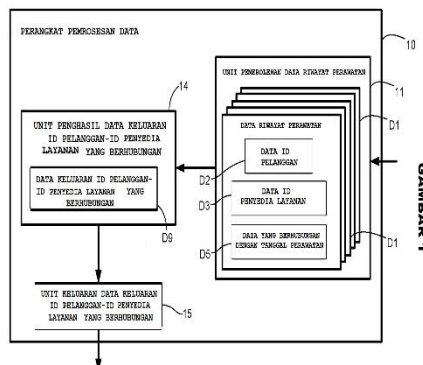 PERANGKAT PEMROSESAN DATA
10
UNIT PENEROLEHAN DATA RIWAYAT PERAWATAN
11
14
UNIT PENGHASIL DATA KELUARAN
ID PELANGGAN-ID PENYEDIA
LAYANAN YANG BERHUBUNGAN
DATA KELUARAN ID PELANGGAN-
ID PENYEDIA LAYANAN YANG
BERHUBUNGAN
D9
D1
DATA RIWAYAT PERAWATAN
D2
DATA ID
PELANGGAN
D3
DATA ID
PENYEDIA LAYANAN
D5
DATA YANG BERHUBUNGAN
DENGAN TANGGAL PERAWATAN
D1
UNIT KELUARAN DATA KELUARAN
ID PELANGGAN-ID PENYEDIA
LAYANAN YANG BERHUBUNGAN
15
GAMBAR 1